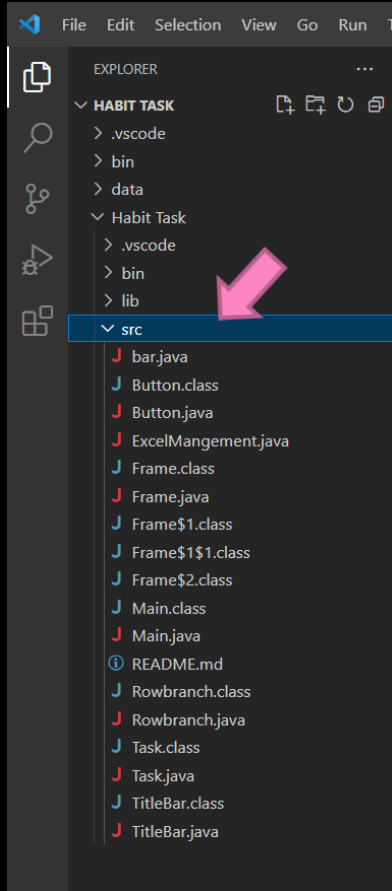 File Edit Selection View Go Run
EXPLORER ...
HABIT TASK
.vscode
bin
data
Habit Task
.vscode
bin
lib
src
J bar.java
J Button.class
J Button.java
J ExcelMangement.java
J Frame.class
J Frame.java
J Frame$1.class
J Frame$1$1.class
J Frame$2.class
J Main.class
J Main.java
README.md
J Rowbranch.class
J Rowbranch.java
J Task.class
J Task.java
J TitleBar.class
J TitleBar.java